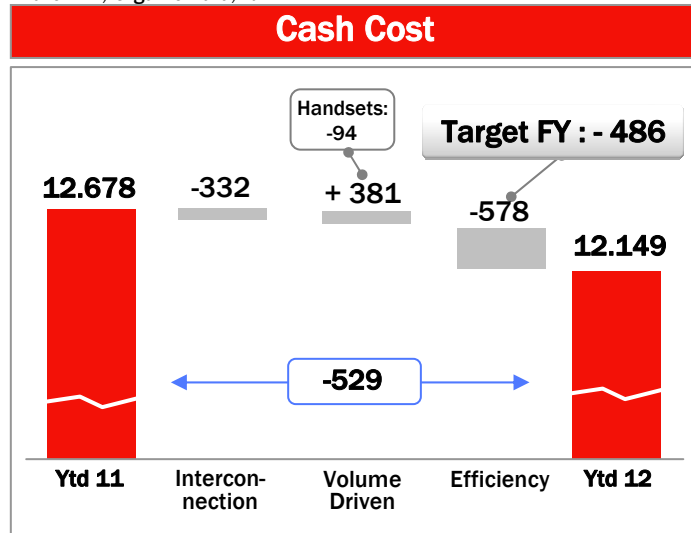 Cash Cost
Handsets:
-94
Target FY : - 486
12.678
-332
+ 381
-578
12.149
-529
Ytd 11
Intercon-
nection
Volume
Driven
Efficiency
Ytd 12